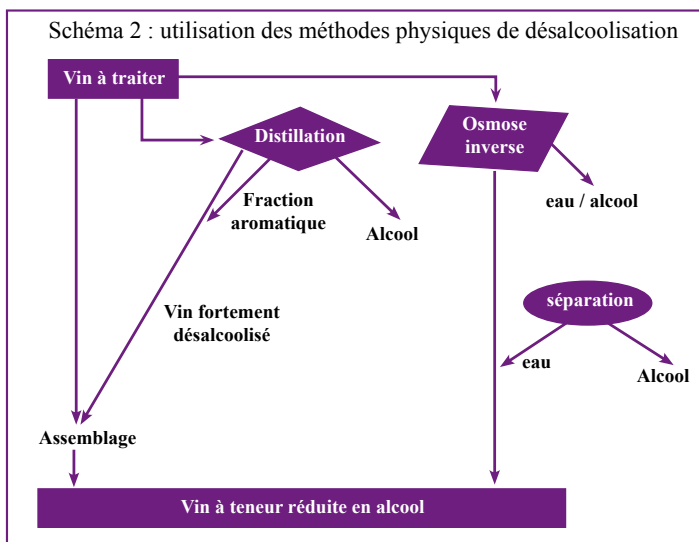 Schéma 2 : utilisation des méthodes physiques de désalcoolisation
Vin à traiter
Distillation
Osmose
inverse
Fraction
aromatique
Alcool
eau / alcool
séparation
Vin fortement
désalcoolisé
eau
Alcool
Assemblage
Vin à teneur réduite en alcool